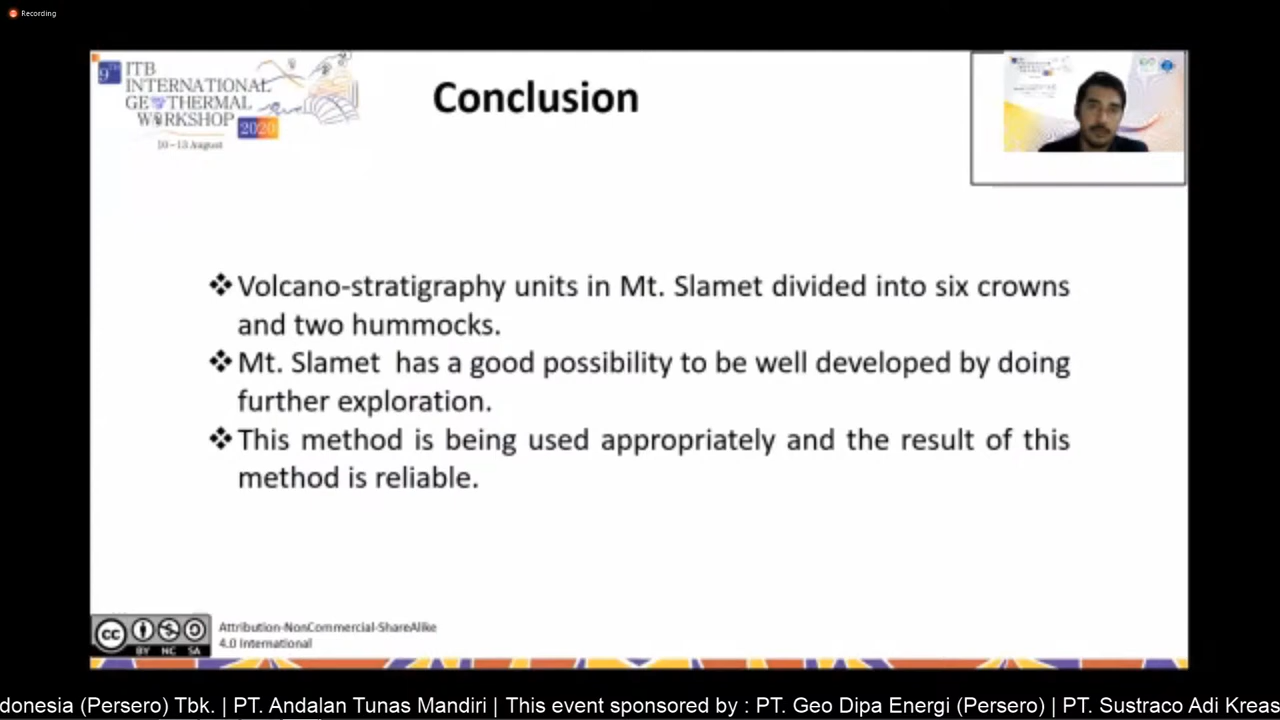 Recording
9TH ITB
INTERNATIONAL
GEOTHERMAL
WORKSHOP
2020
10-13 August
Conclusion
❖Volcano-stratigraphy units in Mt. Slamet divided into six crowns
and two hummocks.
❖Mt. Slamet has a good possibility to be well developed by doing
further exploration.
❖This method is being used appropriately and the result of this
method is reliable.
cc BY NC SA
Attribution-NonCommercial-ShareAlike
4.0 International
donesia (Persero) Tbk. | PT. Andalan Tunas Mandiri | This event sponsored by : PT. Geo Dipa Energi (Persero) | PT. Sustraco Adi Kreas